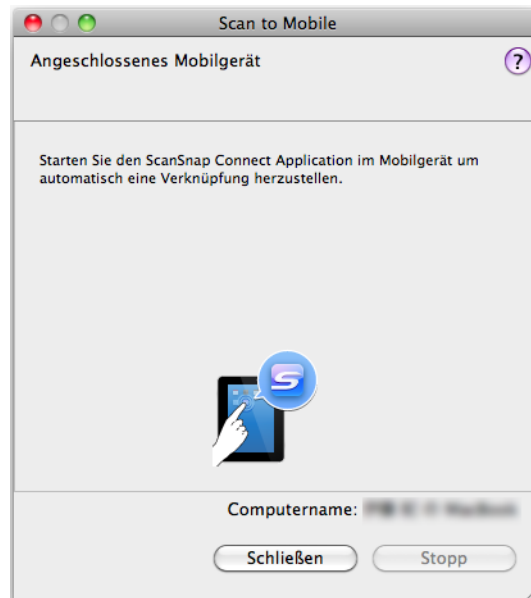 Scan to Mobile
Angeschlossenes Mobilgerät
?
Starten Sie den ScanSnap Connect Application im Mobilgerät um
automatisch eine Verknüpfung herzustellen.
S
Computername:
Schließen Stopp